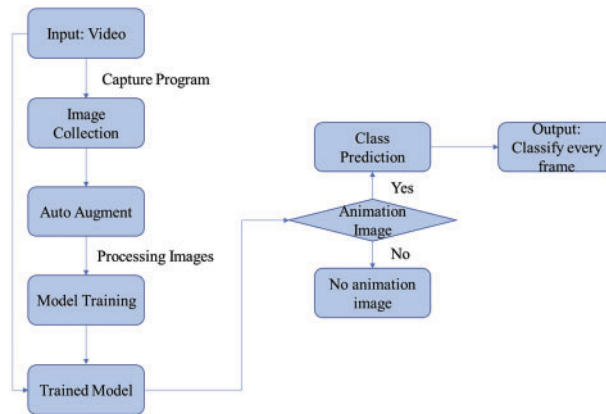 Input: Video
Capture Program
Image
Collection
Auto Augment
Processing Images
Model Training
Trained Model
Class
Prediction
Output:
Classify every
frame
Yes
Animation
Image
No
No animation
image